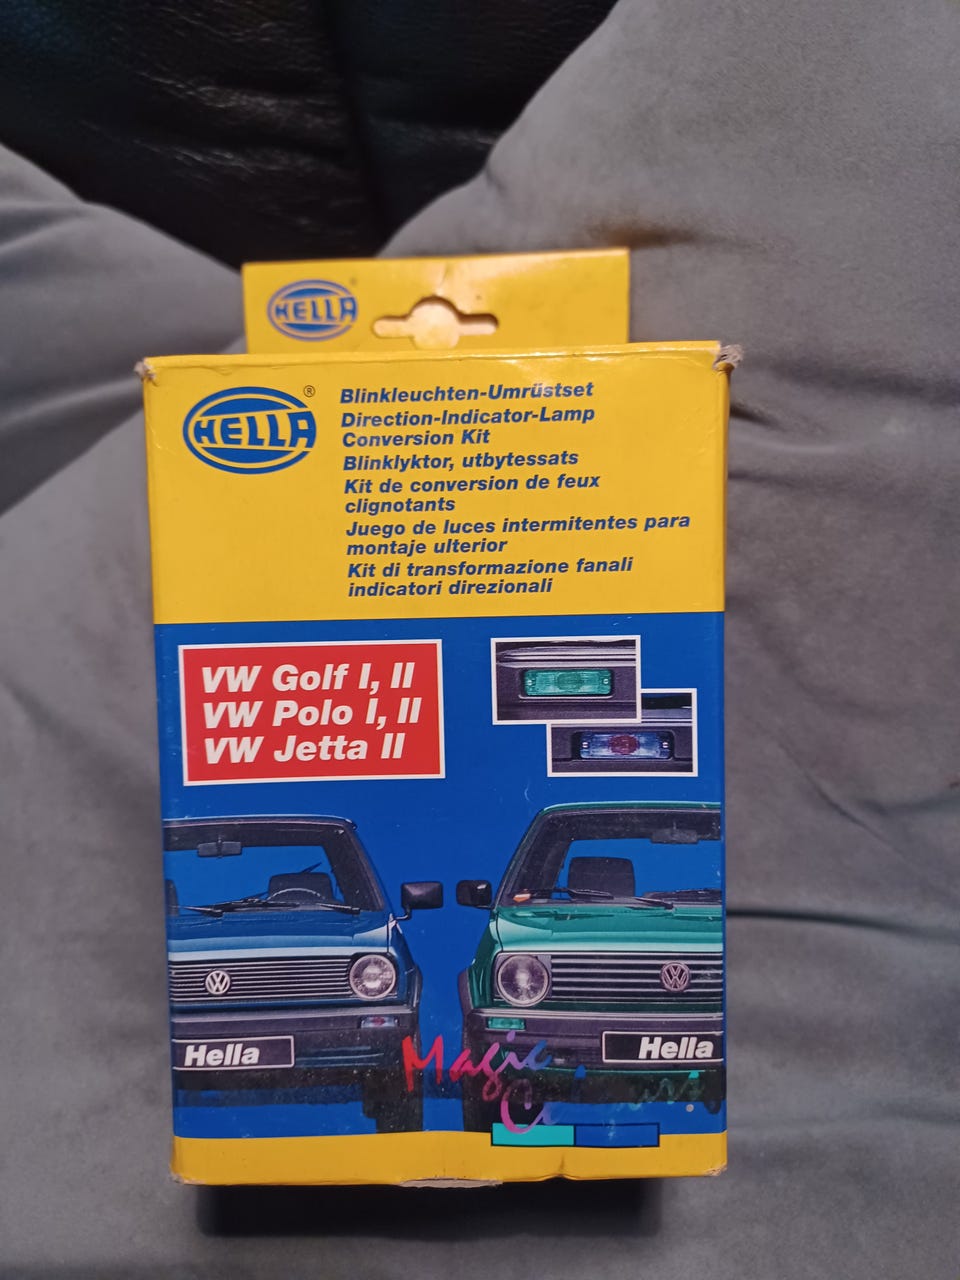 HELLA
HELLA ®
Blinkleuchten-Umrüstset
Direction-Indicator-Lamp
Conversion Kit
Blinklyktor, utbytessats
Kit de conversion de feux
clignotants
Juego de luces intermitentes para
montaje ulterior
Kit di transformazione fanali
indicatori direzionali
VW Golf I, II
VW Polo I, II
VW Jetta II
Hella
Hella
Magic